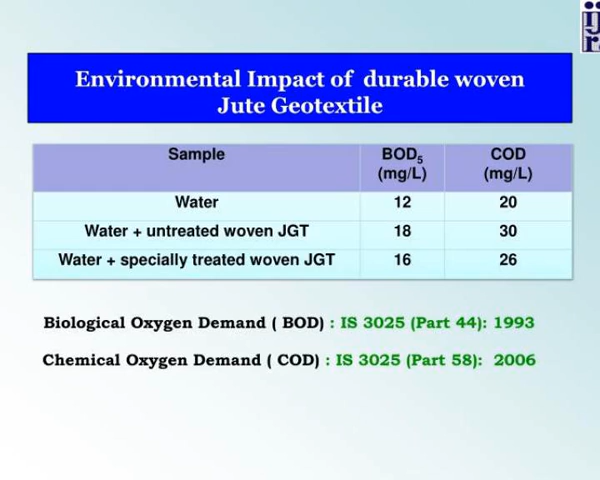 Environmental Impact of durable woven
Jute Geotextile
Sample BOD5 (mg/L) COD (mg/L)
Water 12 20
Water + untreated woven JGT 18 30
Water + specially treated woven JGT 16 26
Biological Oxygen Demand ( BOD) : IS 3025 (Part 44): 1993
Chemical Oxygen Demand ( COD) : IS 3025 (Part 58): 2006